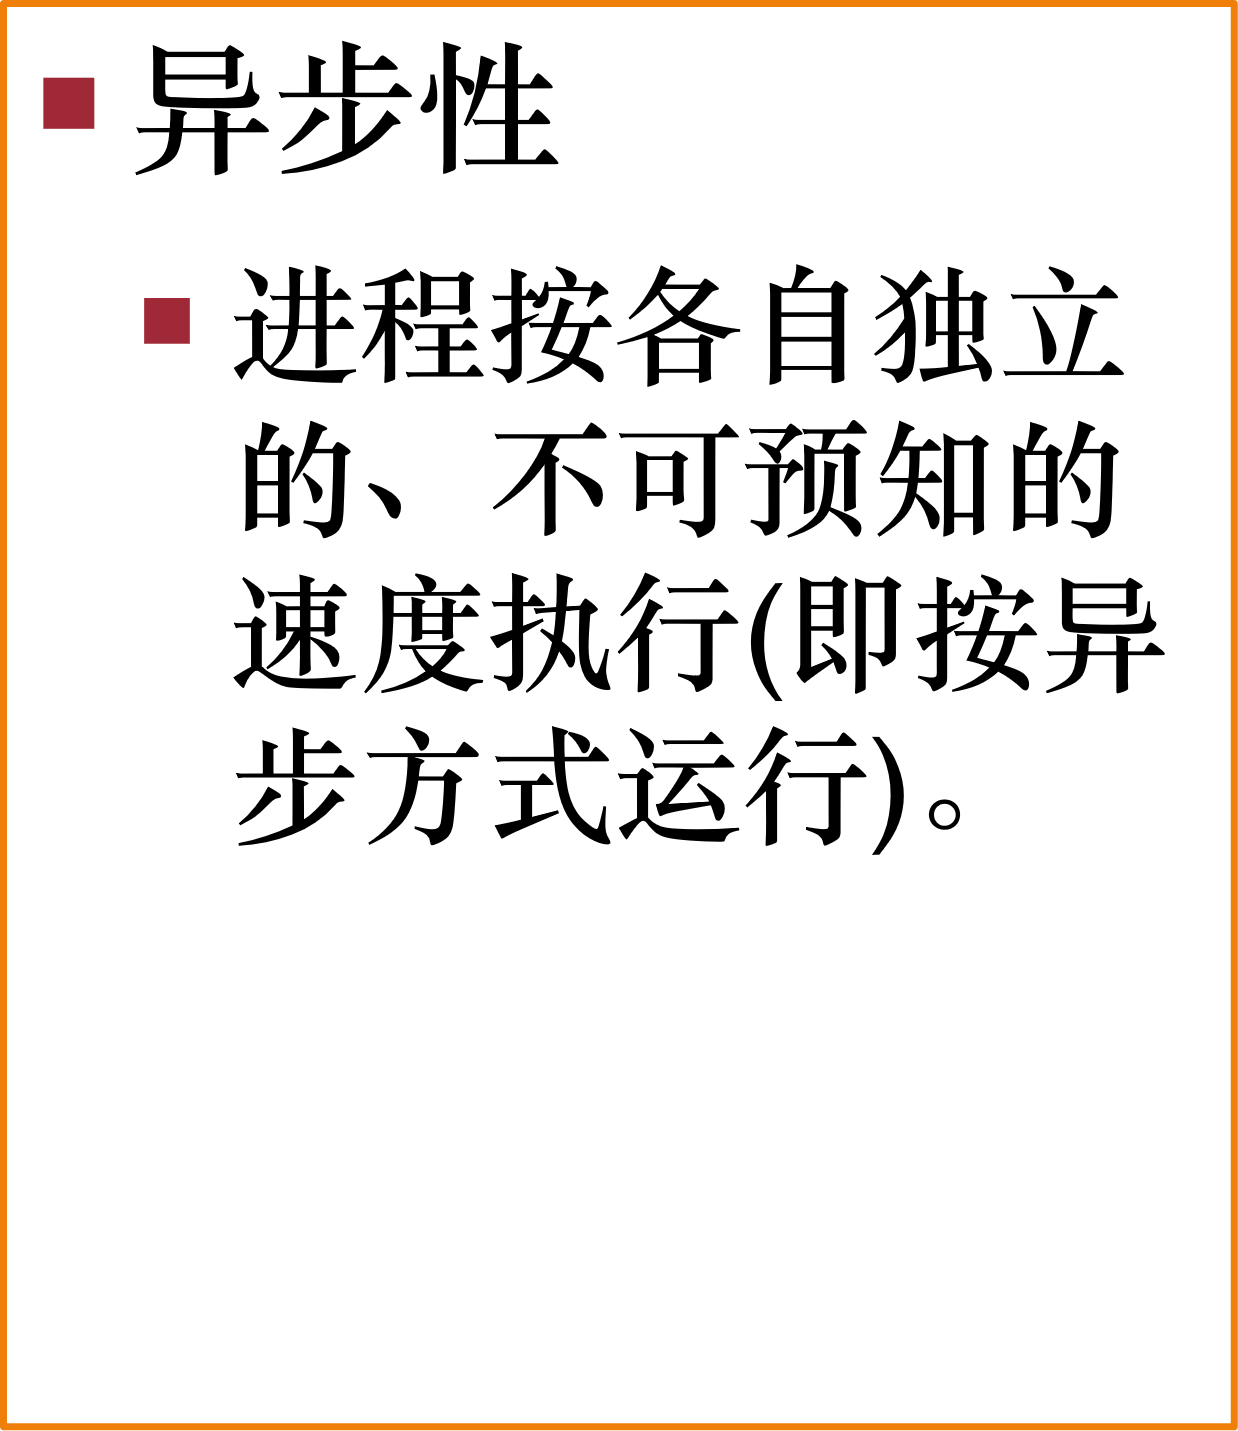 异步性
进程按各自独立
的、不可预知的
速度执行(即按异
步方式运行)。